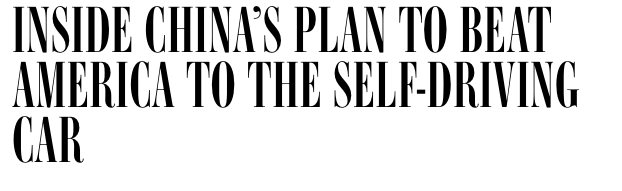 INSIDE CHINA’S PLAN TO BEAT
AMERICA TO THE SELF-DRIVING
CAR